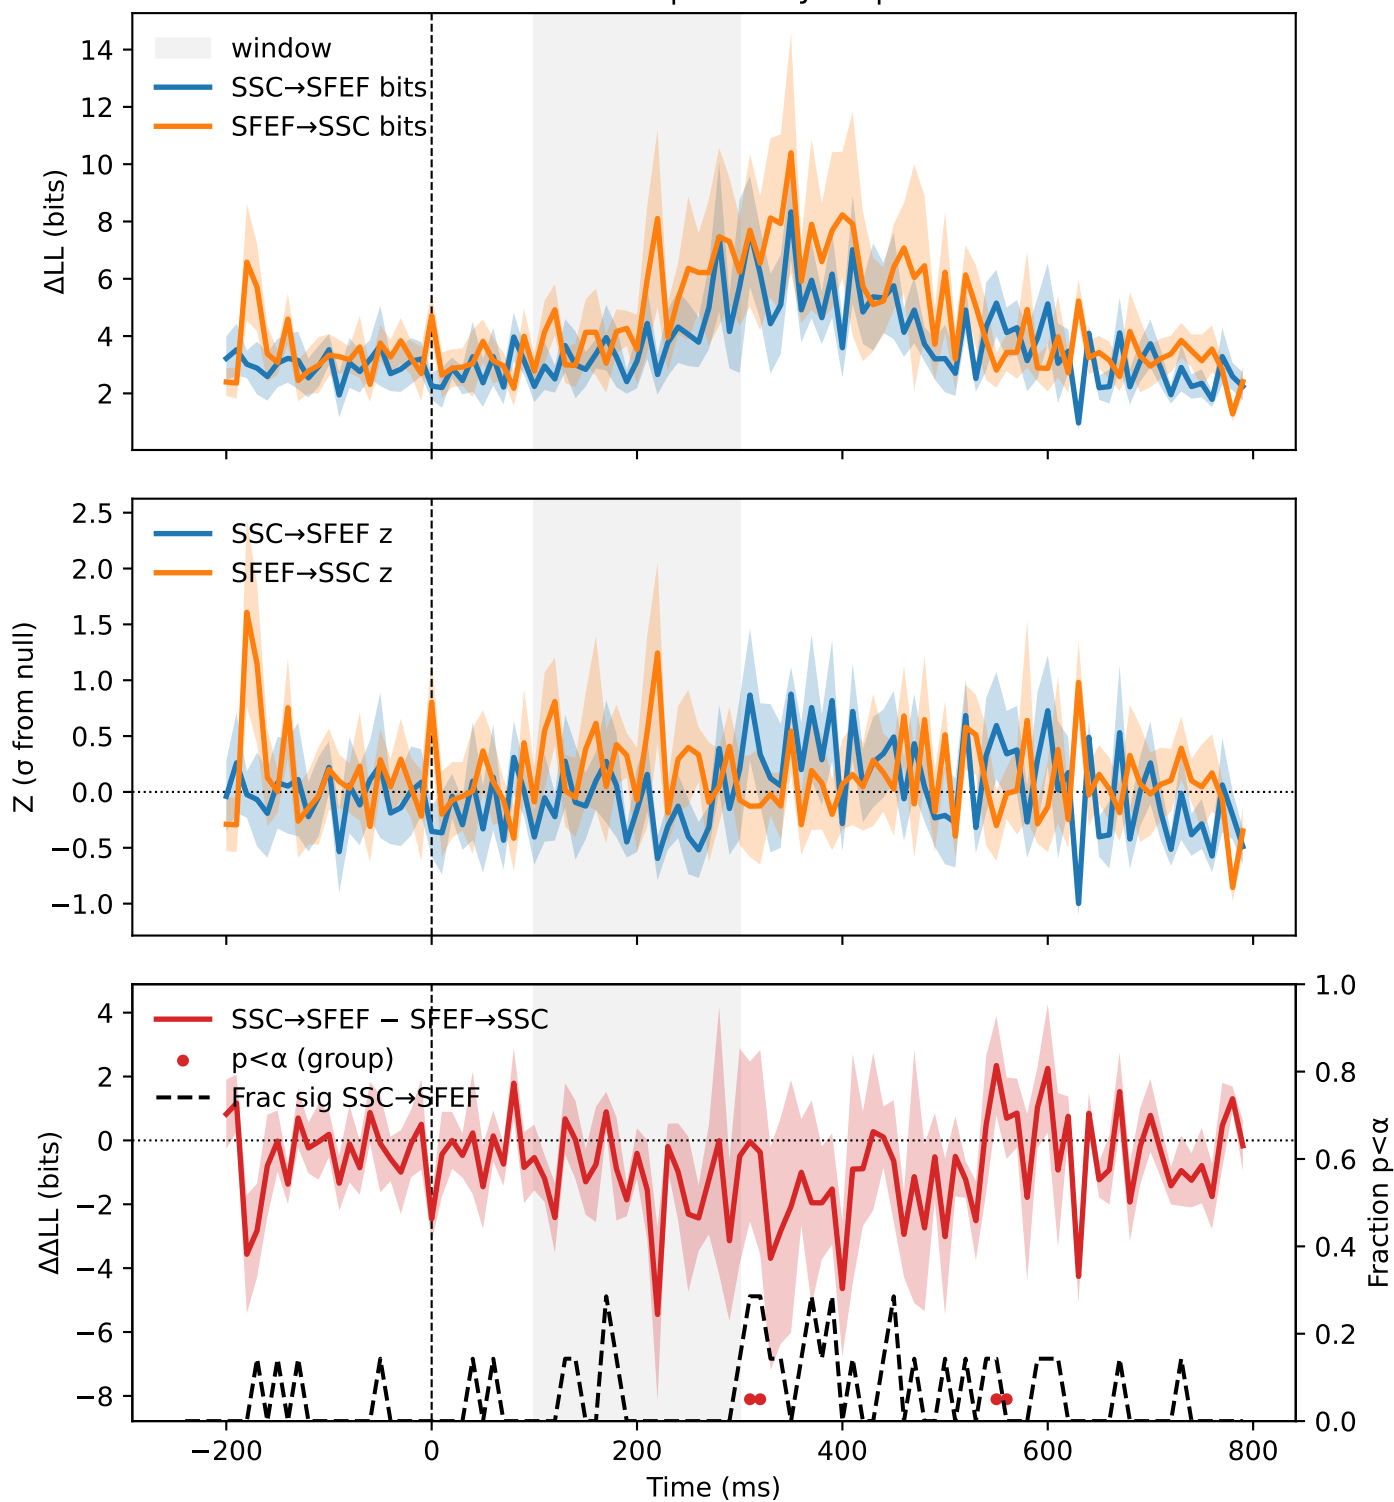 14
12
10
8
6
4
2
ΔLL (bits)
window
SSC→SFEF bits
SFEF→SSC bits
2.5
2.0
1.5
1.0
0.5
0.0
−0.5
−1.0
Z (σ from null)
SSC→SFEF z
SFEF→SSC z
4
2
0
−2
−4
−6
−8
ΔΔLL (bits)
SSC→SFEF − SFEF→SSC
p<α (group)
Frac sig SSC→SFEF
1.0
0.8
0.6
0.4
0.2
0.0
Fraction p<α
−200 0 200 400 600 800
Time (ms)